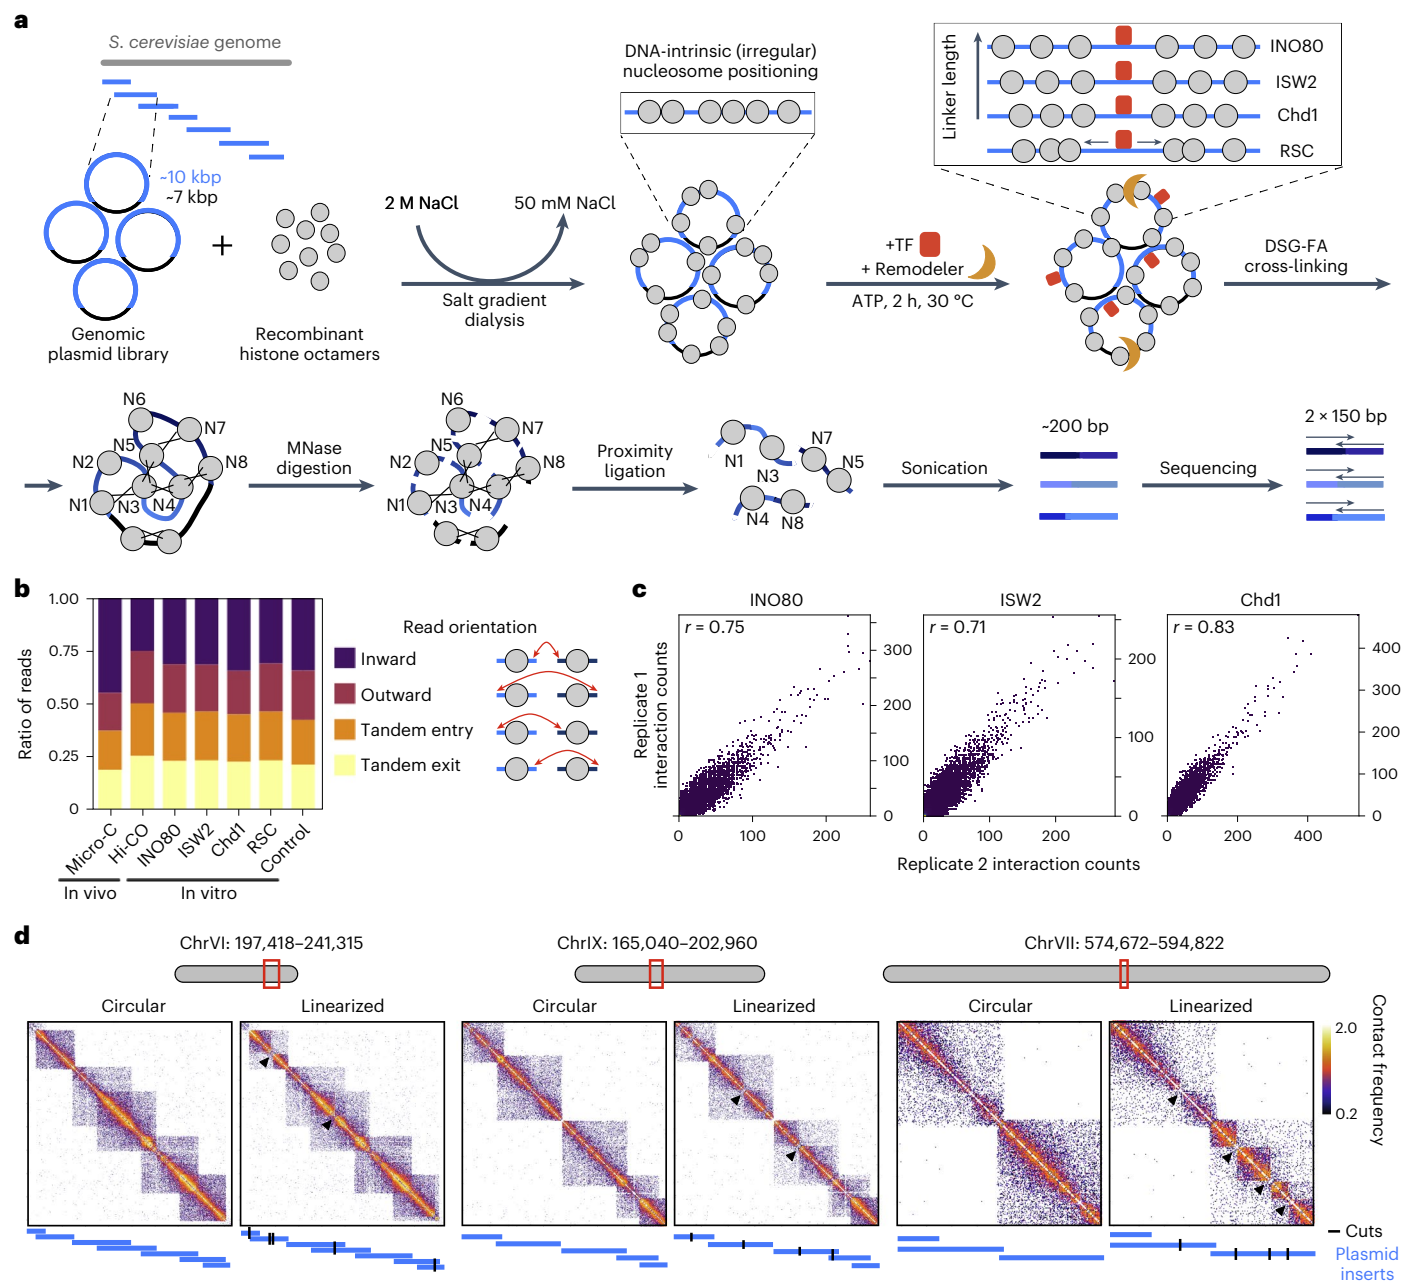 a
S. cerevisiae genome
~10 kbp
~7 kbp
+
Genomic
plasmid library
Recombinant
histone octamers
2 M NaCl
50 mM NaCl
Salt gradient
dialysis
DNA-intrinsic (irregular)
nucleosome positioning
+TF
+ Remodeler
ATP, 2 h, 30 °C
Linker length
INO80
ISW2
Chd1
RSC
DSG-FA
cross-linking
N6
N7
N5
N2
N8
N1
N3
N4
MNase
digestion
N6
N7
N5
N2
N8
N1
N3
N4
Proximity
ligation
N7
N1
N5
N3
N4
N8
Sonication
~200 bp
Sequencing
2 × 150 bp
b
Ratio of reads
1.00
0.75
0.50
0.25
0
Micro-C
Hi-CO
INO80
ISW2
Chd1
RSC
Control
In vivo
In vitro
Read orientation
Inward
Outward
Tandem entry
Tandem exit
c
INO80
ISW2
Chd1
r = 0.75
r = 0.71
r = 0.83
Replicate 1
interaction counts
300
200
100
0
200
100
0
400
300
200
100
0
0
100
200
0
100
200
0
200
400
Replicate 2 interaction counts
d
ChrVI: 197,418–241,315
ChrIX: 165,040–202,960
ChrVII: 574,672–594,822
Circular
Linearized
Circular
Linearized
Circular
Linearized
2.0
0.2
Contact frequency
Cuts
Plasmid
inserts